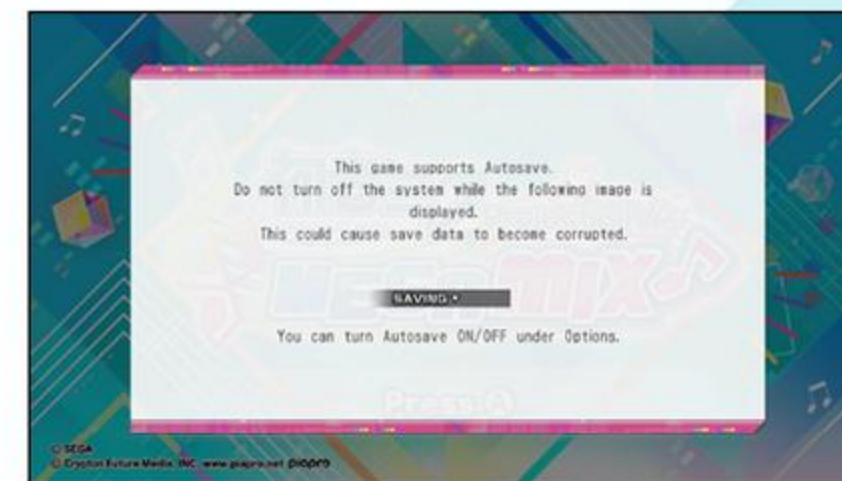 This game supports Autosave.
Do not turn off the system while the following image is
displayed.
This could cause save data to become corrupted.
MEGAMIX
SAVING
You can turn Autosave ON/OFF under Options.
Press A
© SEGA
© Crypton Future Media, INC. www.piapro.net piapro